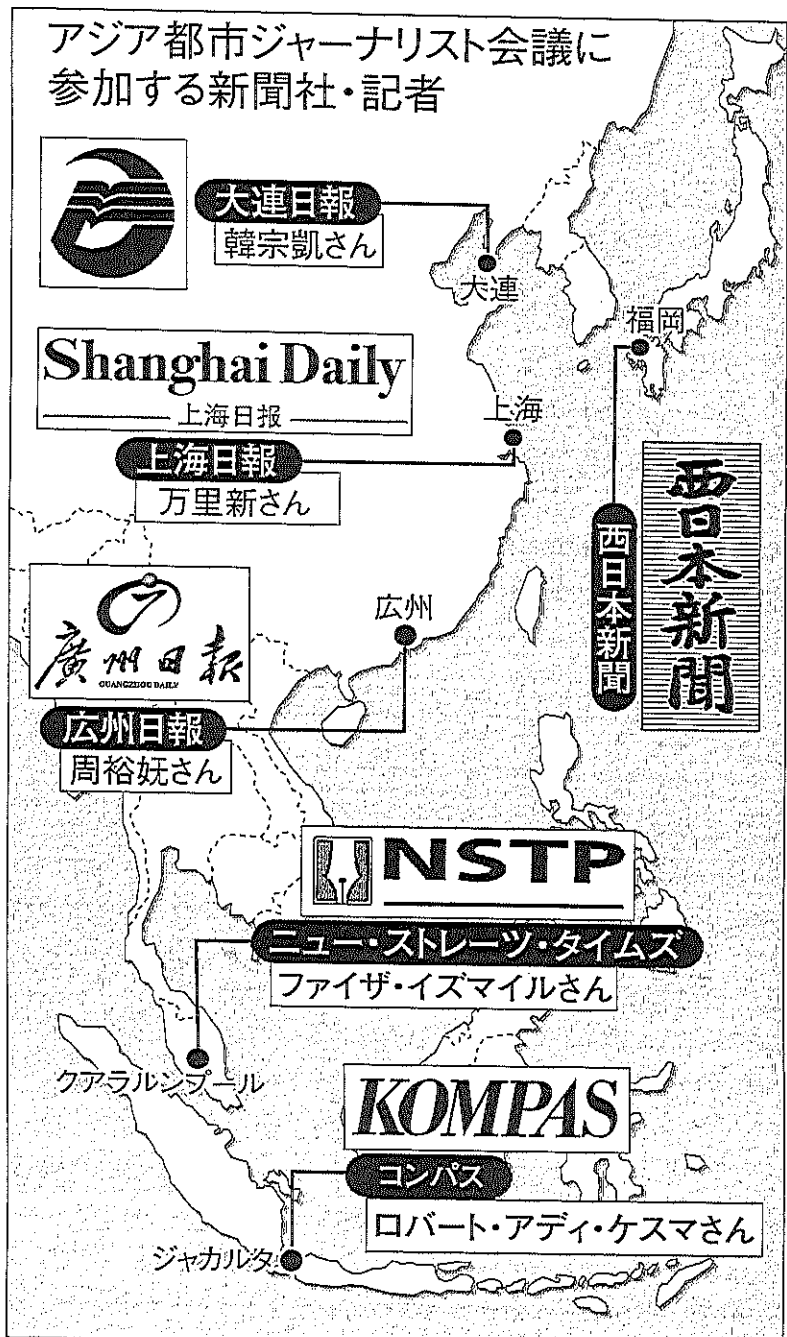 アジア都市ジャーナリスト会議に
参加する新聞社・記者
大連日報
韓宗凱さん
大連
福岡
Shanghai Daily
上海日报
上海
上海日報
万里新さん
西日本新聞
西日本新聞
広州
廣州日報
GUANGZHOU DAILY
広州日報
周裕妩さん
NSTP
ニュー・ストレーツ・タイムズ
ファイザ・イズマイルさん
クアラルンプール
KOMPAS
コンパス
ロバート・アディ・ケスマさん
ジャカルタ